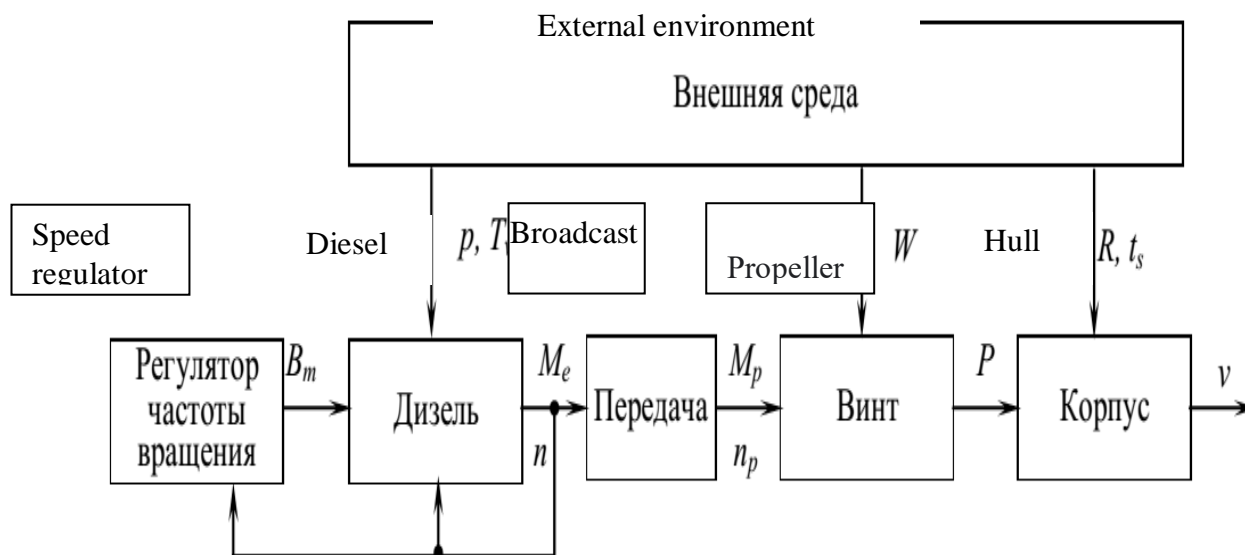 External environment
Внешняя среда
Speed
regulator
Diesel
p, T
Broadcast
Propeller
W
Hull
R, tₛ
Регулятор
частоты
вращения
Bₘ
Дизель
Mₑ
n
Передача
Mₚ
nₚ
Винт
P
Корпус
v